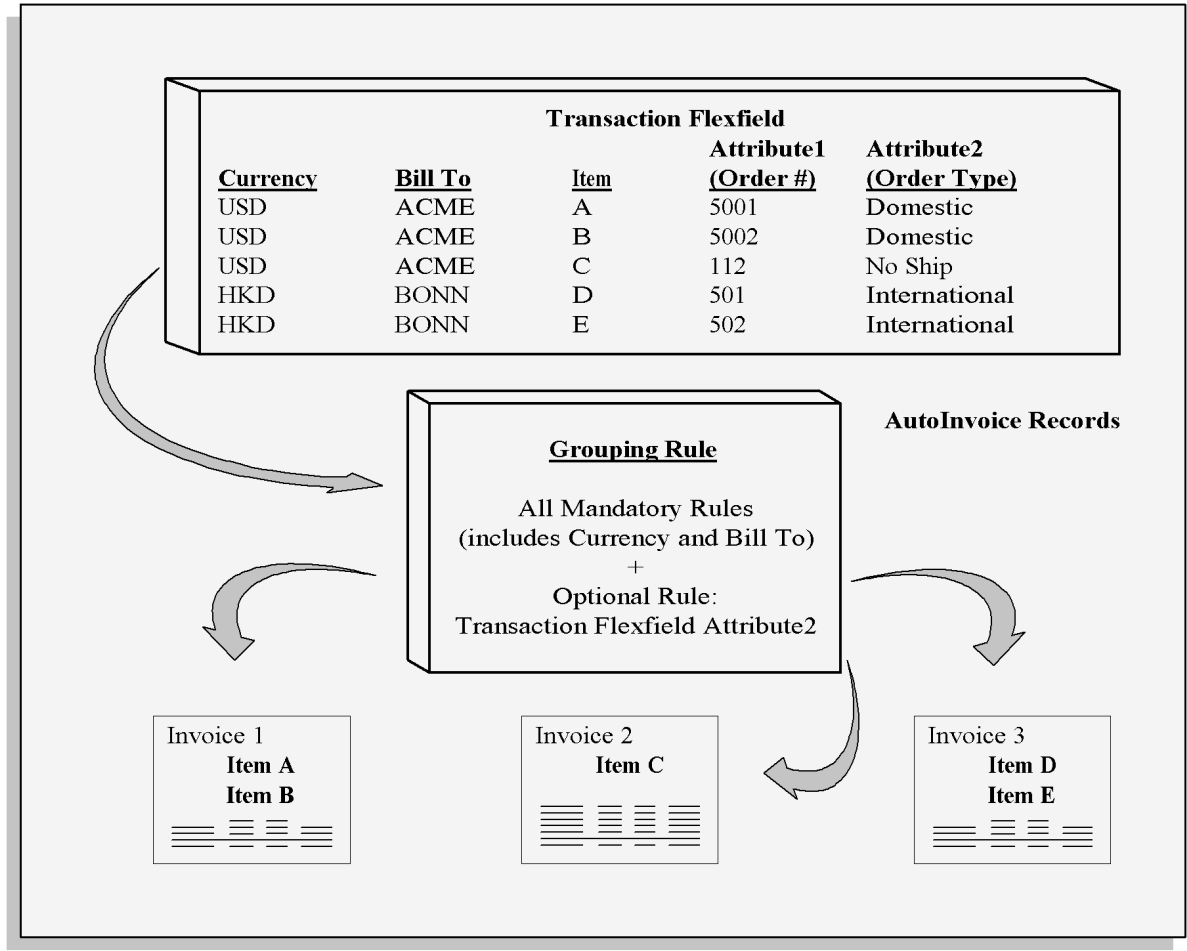 Transaction Flexfield
Attribute1 Attribute2
Currency Bill To Item (Order #) (Order Type)
USD ACME A 5001 Domestic
USD ACME B 5002 Domestic
USD ACME C 112 No Ship
HKD BONN D 501 International
HKD BONN E 502 International
AutoInvoice Records
Grouping Rule
All Mandatory Rules
(includes Currency and Bill To)
+
Optional Rule:
Transaction Flexfield Attribute2
Invoice 1
Item A
Item B
Invoice 2
Item C
Invoice 3
Item D
Item E